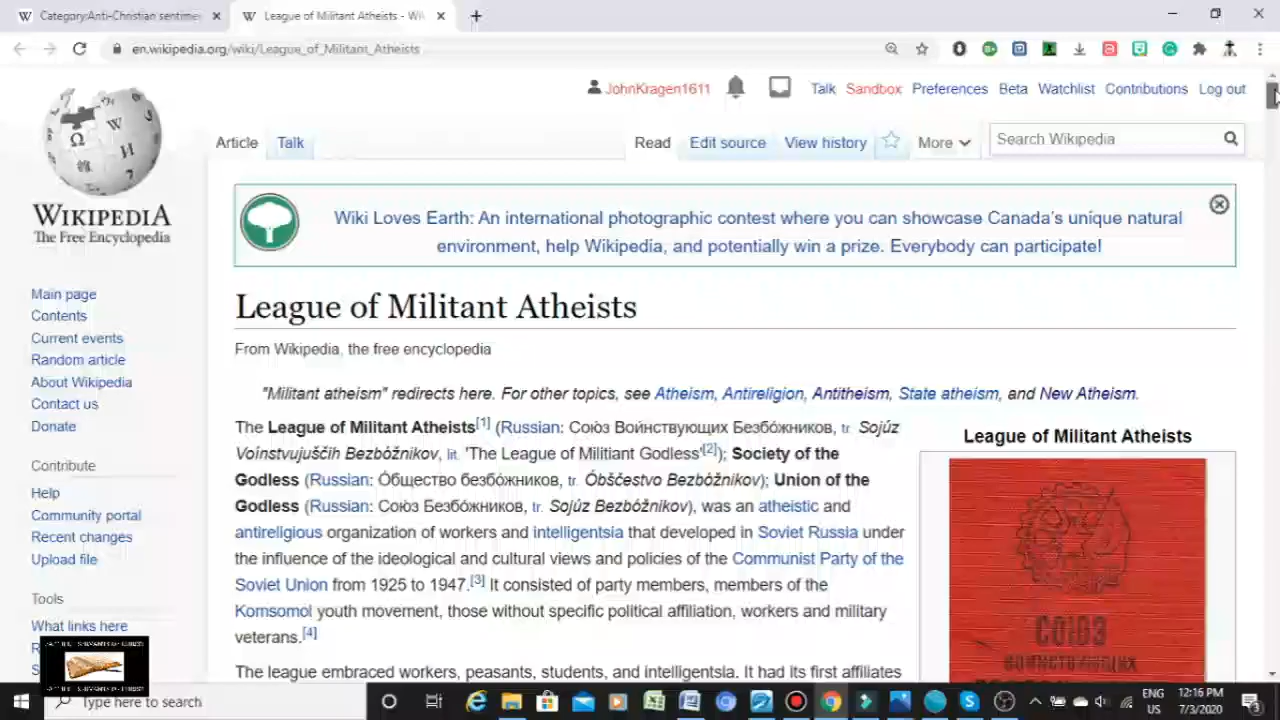 Category:Anti-Christian sentimen
League of Militant Atheists - Wi
en.wikipedia.org/wiki/League_of_Militant_Atheists
JohnKragen1611 Talk Sandbox Preferences Beta Watchlist Contributions Log out
Article Talk Read Edit source View history More Search Wikipedia
WIKIPEDIA
The Free Encyclopedia
Wiki Loves Earth: An international photographic contest where you can showcase Canada's unique natural
environment, help Wikipedia, and potentially win a prize. Everybody can participate!
Main page
Contents
Current events
Random article
About Wikipedia
Contact us
Donate
Contribute
Help
Community portal
Recent changes
Upload file
Tools
What links here
League of Militant Atheists
From Wikipedia, the free encyclopedia
"Militant atheism" redirects here. For other topics, see Atheism, Antireligion, Antitheism, State atheism, and New Atheism.
The League of Militant Atheists[1] (Russian: Союз Войнствующих Безбо́жников, tr. Sojúz
Voínstvujuščih Bezbóžnikov, lit. 'The League of Militiant Godless'[2]); Society of the
Godless (Russian: О́бщество безбо́жников, tr. Óbščestvo Bezbóžnikov); Union of the
Godless (Russian: Союз Безбо́жников, tr. Sojúz Bezbóžnikov), was an atheistic and
antireligious organization of workers and intelligentsia that developed in Soviet Russia under
the influence of the ideological and cultural views and policies of the Communist Party of the
Soviet Union from 1925 to 1947.[3] It consisted of party members, members of the
Komsomol youth movement, those without specific political affiliation, workers and military
veterans.[4]
The league embraced workers, peasants, students, and intelligentsia. It had its first affiliates
League of Militant Atheists
СОЮЗ
Type here to search
ENG
US
12:16 PM
7/3/2020